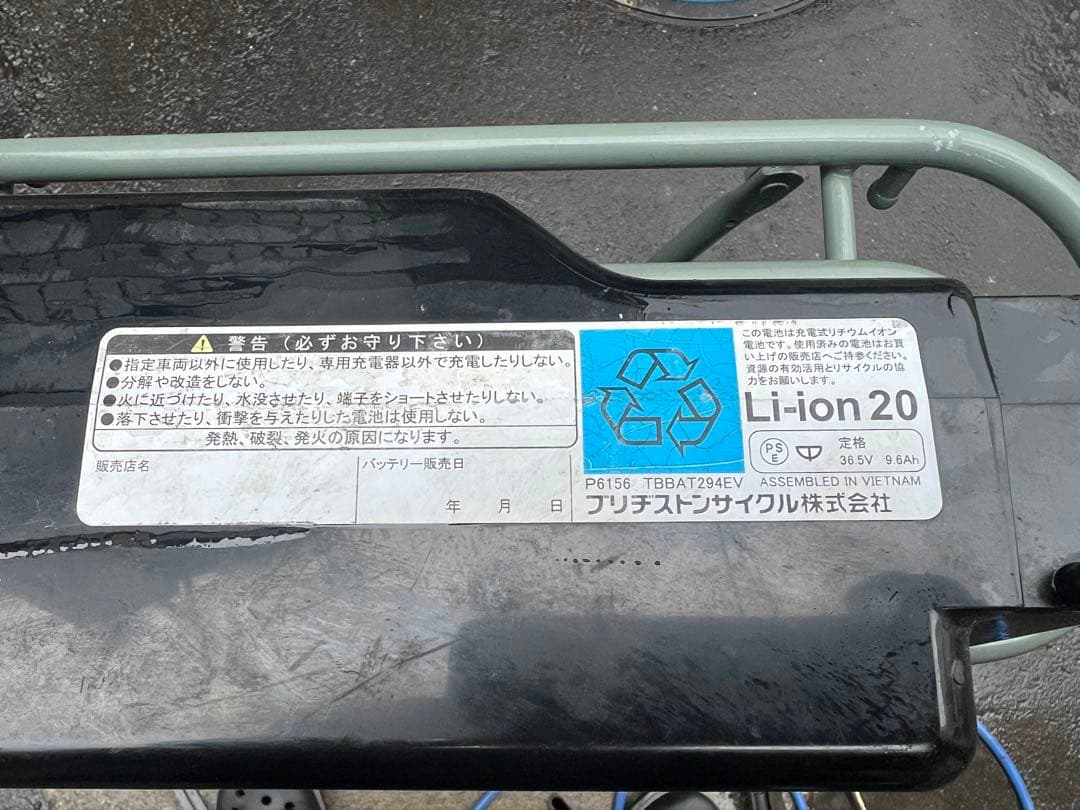 警告（必ずお守り下さい）
●指定車両以外に使用したり、専用充電器以外で充電したりしない。
●分解や改造をしない。
●火に近づけたり、水没させたり、端子をショートさせたりしない。
●落下させたり、衝撃を与えたりした電池は使用しない。
発熱、破裂、発火の原因になります。
販売店名
バッテリー販売日
年 月 日
この電池は充電式リチウムイオン
電池です。使用済みの電池はお買
い上げの販売店へご持参ください。
資源の有効活用とリサイクルの協
力をお願いします。
Li-ion 20
PS
E
定格
36.5V 9.6Ah
P6156 TBBAT294EV ASSEMBLED IN VIETNAM
ブリヂストンサイクル株式会社